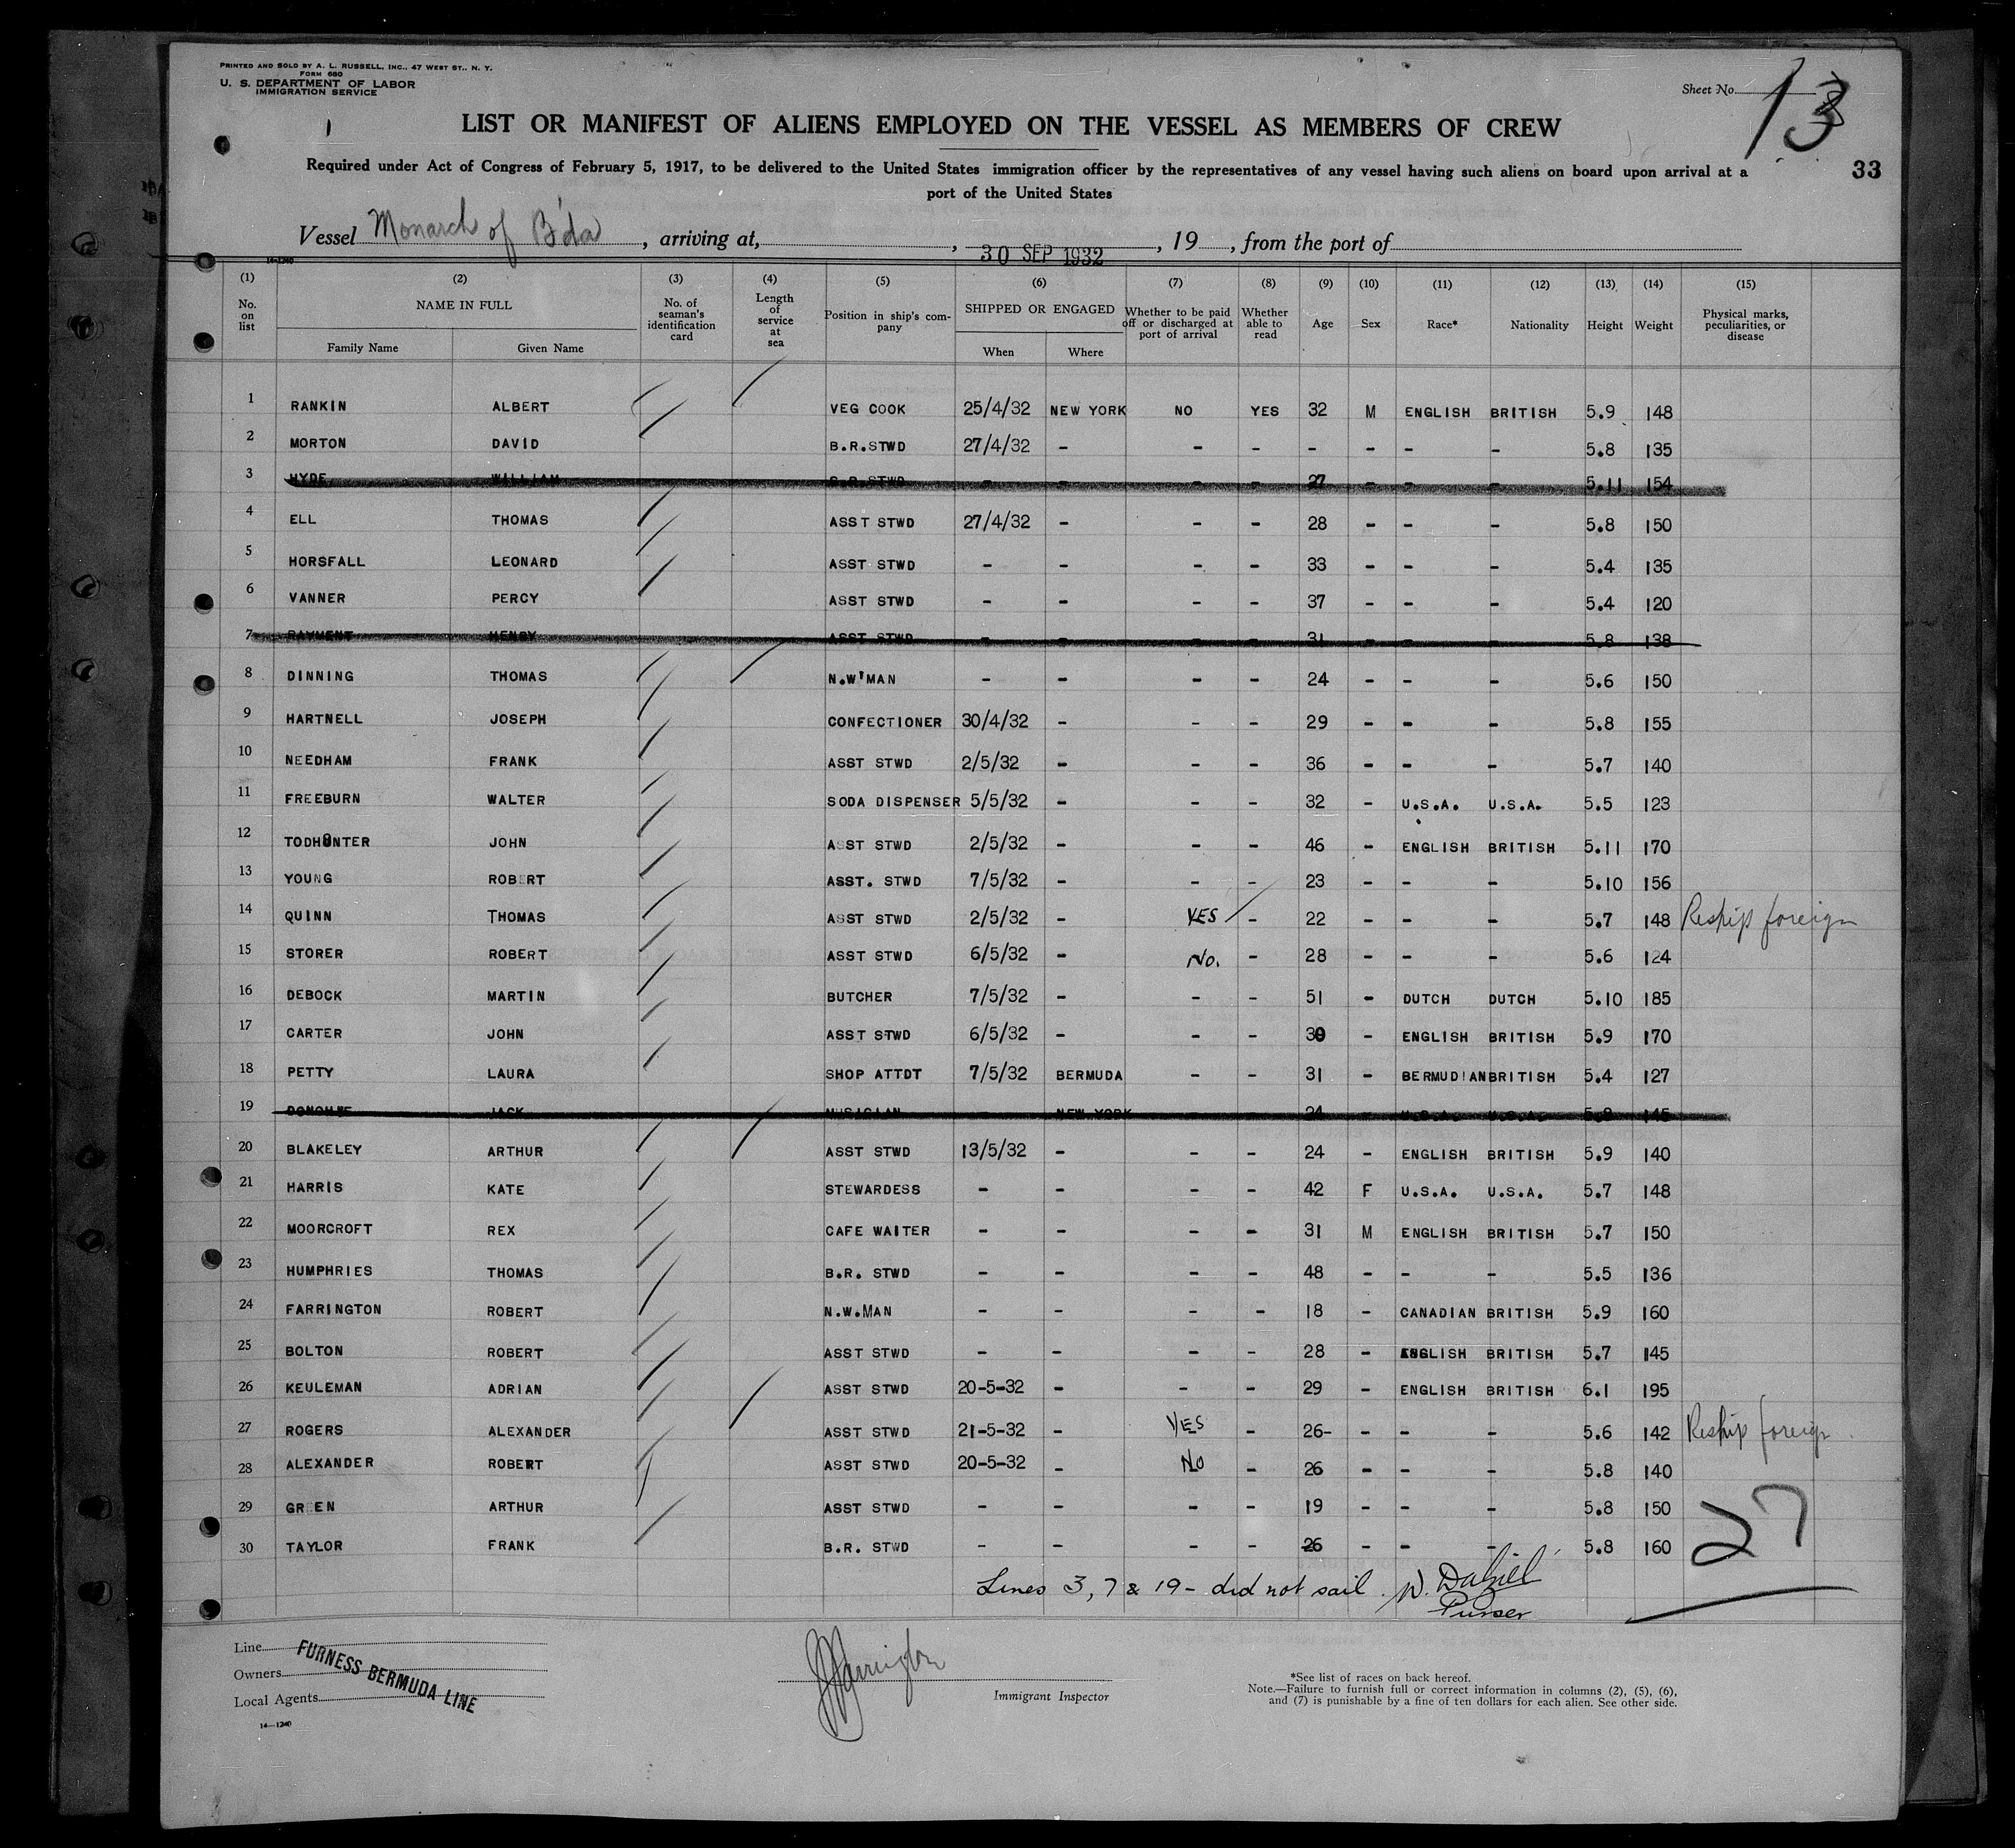 PRINTED AND SOLD BY A. L. RUSSELL, INC., 47 WEST ST., N. Y.
FORM 680
U. S. DEPARTMENT OF LABOR
IMMIGRATION SERVICE
Sheet No. 13
1
LIST OR MANIFEST OF ALIENS EMPLOYED ON THE VESSEL AS MEMBERS OF CREW
Required under Act of Congress of February 5, 1917, to be delivered to the United States immigration officer by the representatives of any vessel having such aliens on board upon arrival at a
port of the United States
33
Vessel Monarch of B'da, arriving at, , 30 SEP 1932, 19 , from the port of
14-1240
(1) (2) (3) (4) (5) (6) (7) (8) (9) (10) (11) (12) (13) (14) (15)
No. on list NAME IN FULL Family Name Given Name No. of seaman's identification card Length of service at sea Position in ship's company SHIPPED OR ENGAGED When Where Whether to be paid off or discharged at port of arrival Whether able to read Age Sex Race* Nationality Height Weight Physical marks, peculiarities, or disease
1 RANKIN ALBERT VEG COOK 25/4/32 NEW YORK NO YES 32 M ENGLISH BRITISH 5.9 148
2 MORTON DAVID B.R.STWD 27/4/32 - - - - - - - 5.8 135
3 HYDE WILLIAM B.R.STWD - - - - 27 - - - 5.11 154
4 ELL THOMAS ASST STWD 27/4/32 - - - 28 - - - 5.8 150
5 HORSFALL LEONARD ASST STWD - - - - 33 - - - 5.4 135
6 VANNER PERCY ASST STWD - - - - 37 - - - 5.4 120
7 RAYMENT HENRY ASST STWD - - - - 31 - - - 5.8 138
8 DINNING THOMAS N.W'MAN - - - - 24 - - - 5.6 150
9 HARTNELL JOSEPH CONFECTIONER 30/4/32 - - - 29 - - - 5.8 155
10 NEEDHAM FRANK ASST STWD 2/5/32 - - - 36 - - - 5.7 140
11 FREEBURN WALTER SODA DISPENSER 5/5/32 - - - 32 - U.S.A. U.S.A. 5.5 123
12 TODHUNTER JOHN ASST STWD 2/5/32 - - - 46 - ENGLISH BRITISH 5.11 170
13 YOUNG ROBERT ASST. STWD 7/5/32 - - - 23 - - - 5.10 156
14 QUINN THOMAS ASST STWD 2/5/32 - YES - 22 - - - 5.7 148 Reship foreign
15 STORER ROBERT ASST STWD 6/5/32 - No. - 28 - - - 5.6 124
16 DEBOCK MARTIN BUTCHER 7/5/32 - - - 51 - DUTCH DUTCH 5.10 185
17 CARTER JOHN ASST STWD 6/5/32 - - - 30 - ENGLISH BRITISH 5.9 170
18 PETTY LAURA SHOP ATTDT 7/5/32 BERMUDA - - 31 - BERMUDIAN BRITISH 5.4 127
19 DONOHUE JACK MUSICIAN - NEW YORK - - 24 - U.S.A. U.S.A. 5.8 145
20 BLAKELEY ARTHUR ASST STWD 13/5/32 - - - 24 - ENGLISH BRITISH 5.9 140
21 HARRIS KATE STEWARDESS - - - - 42 F U.S.A. U.S.A. 5.7 148
22 MOORCROFT REX CAFE WAITER - - - - 31 M ENGLISH BRITISH 5.7 150
23 HUMPHRIES THOMAS B.R. STWD - - - - 48 - - - 5.5 136
24 FARRINGTON ROBERT N.W.MAN - - - - 18 - CANADIAN BRITISH 5.9 160
25 BOLTON ROBERT ASST STWD - - - - 28 - ENGLISH BRITISH 5.7 145
26 KEULEMAN ADRIAN ASST STWD 20-5-32 - - - 29 - ENGLISH BRITISH 6.1 195
27 ROGERS ALEXANDER ASST STWD 21-5-32 - YES - 26- - - - 5.6 142 Reship foreign
28 ALEXANDER ROBERT ASST STWD 20-5-32 - No - 26 - - - 5.8 140
29 GREEN ARTHUR ASST STWD - - - - 19 - - - 5.8 150
30 TAYLOR FRANK B.R. STWD - - - - 26 - - - 5.8 160
27
Lines 3, 7 & 19 - did not sail. W. Dalziel
Purser
Line
Owners
Local Agents
FURNESS BERMUDA LINE
14-1240
Immigrant Inspector
*See list of races on back hereof.
Note.—Failure to furnish full or correct information in columns (2), (5), (6),
and (7) is punishable by a fine of ten dollars for each alien. See other side.